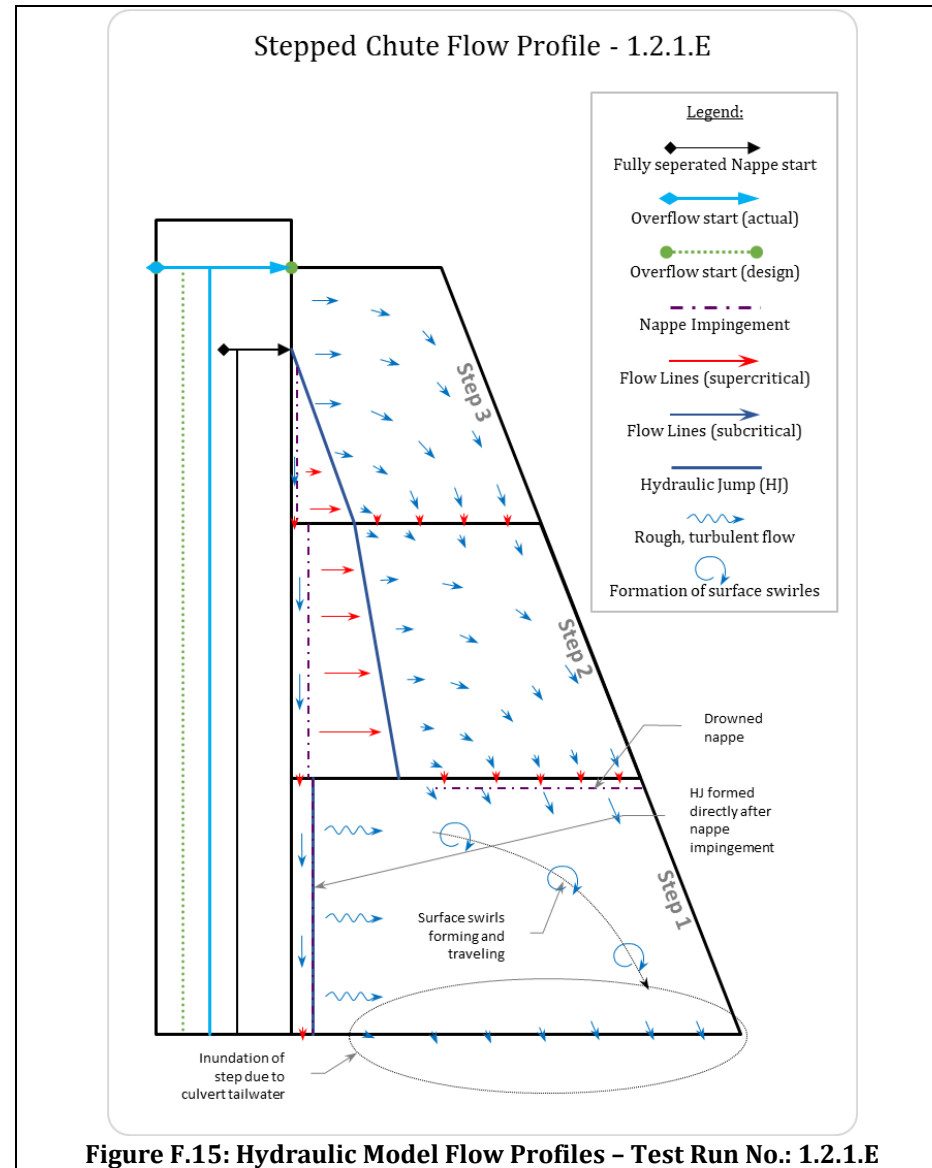 Stepped Chute Flow Profile - 1.2.1.E
Legend:
Fully seperated Nappe start
Overflow start (actual)
Overflow start (design)
Nappe Impingement
Flow Lines (supercritical)
Flow Lines (subcritical)
Hydraulic Jump (HJ)
Rough, turbulent flow
Formation of surface swirles
Step 3
Step 2
Drowned
nappe
HJ formed
directly after
nappe
impingement
Step 1
Surface swirls
forming and
traveling
Inundation of
step due to
culvert tailwater
Figure F.15: Hydraulic Model Flow Profiles – Test Run No.: 1.2.1.E